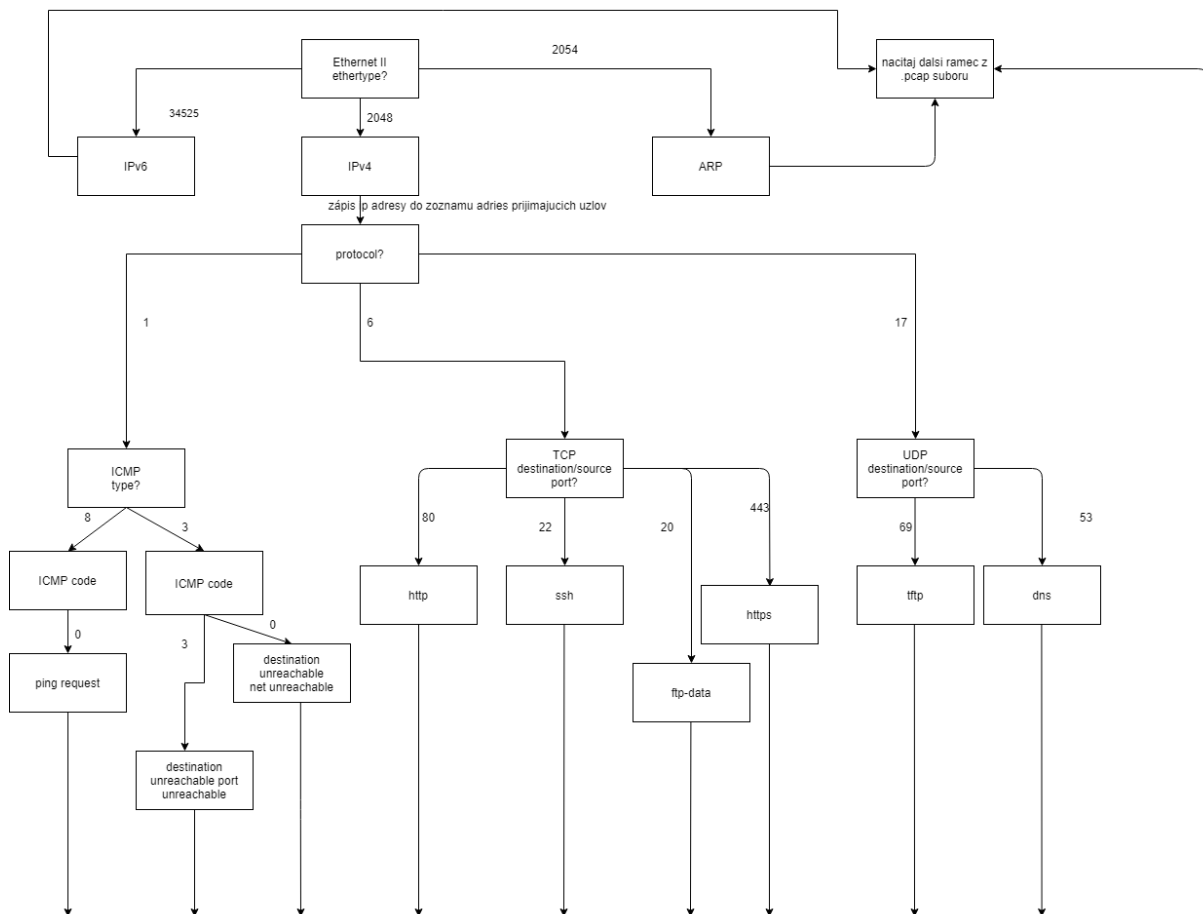 2054
Ethernet II
ethertype?
nacitaj dalsi ramec z
.pcap suboru
34525
2048
IPv6
IPv4
ARP
zápis ip adresy do zoznamu adries prijimajucich uzlov
protocol?
1
6
17
ICMP
type?
TCP
destination/source
port?
UDP
destination/source
port?
8
3
80
22
20
443
69
53
ICMP code
ICMP code
http
ssh
https
tftp
dns
0
0
3
ping request
destination
unreachable
net unreachable
ftp-data
destination
unreachable port
unreachable